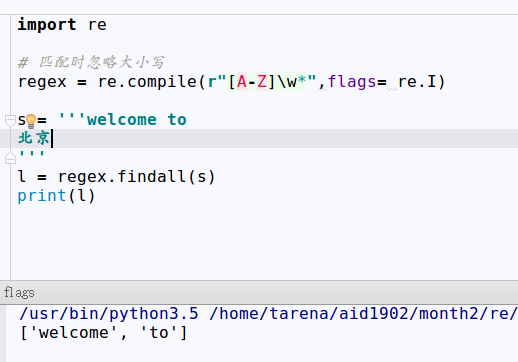 import re
# 匹配时忽略大小写
regex = re.compile(r"[A-Z]\w*",flags= re.I)
s = '''welcome to
北京
'''
l = regex.findall(s)
print(l)
flags
/usr/bin/python3.5 /home/tarena/aid1902/month2/re/
['welcome', 'to']